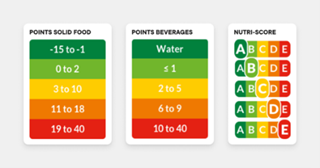 POINTS SOLID FOOD
-15 to -1
0 to 2
3 to 10
11 to 18
19 to 40
POINTS BEVERAGES
Water
≤ 1
2 to 5
6 to 9
10 to 40
NUTRI-SCORE
A B C D E
A B C D E
A B C D E
A B C D E
A B C D E